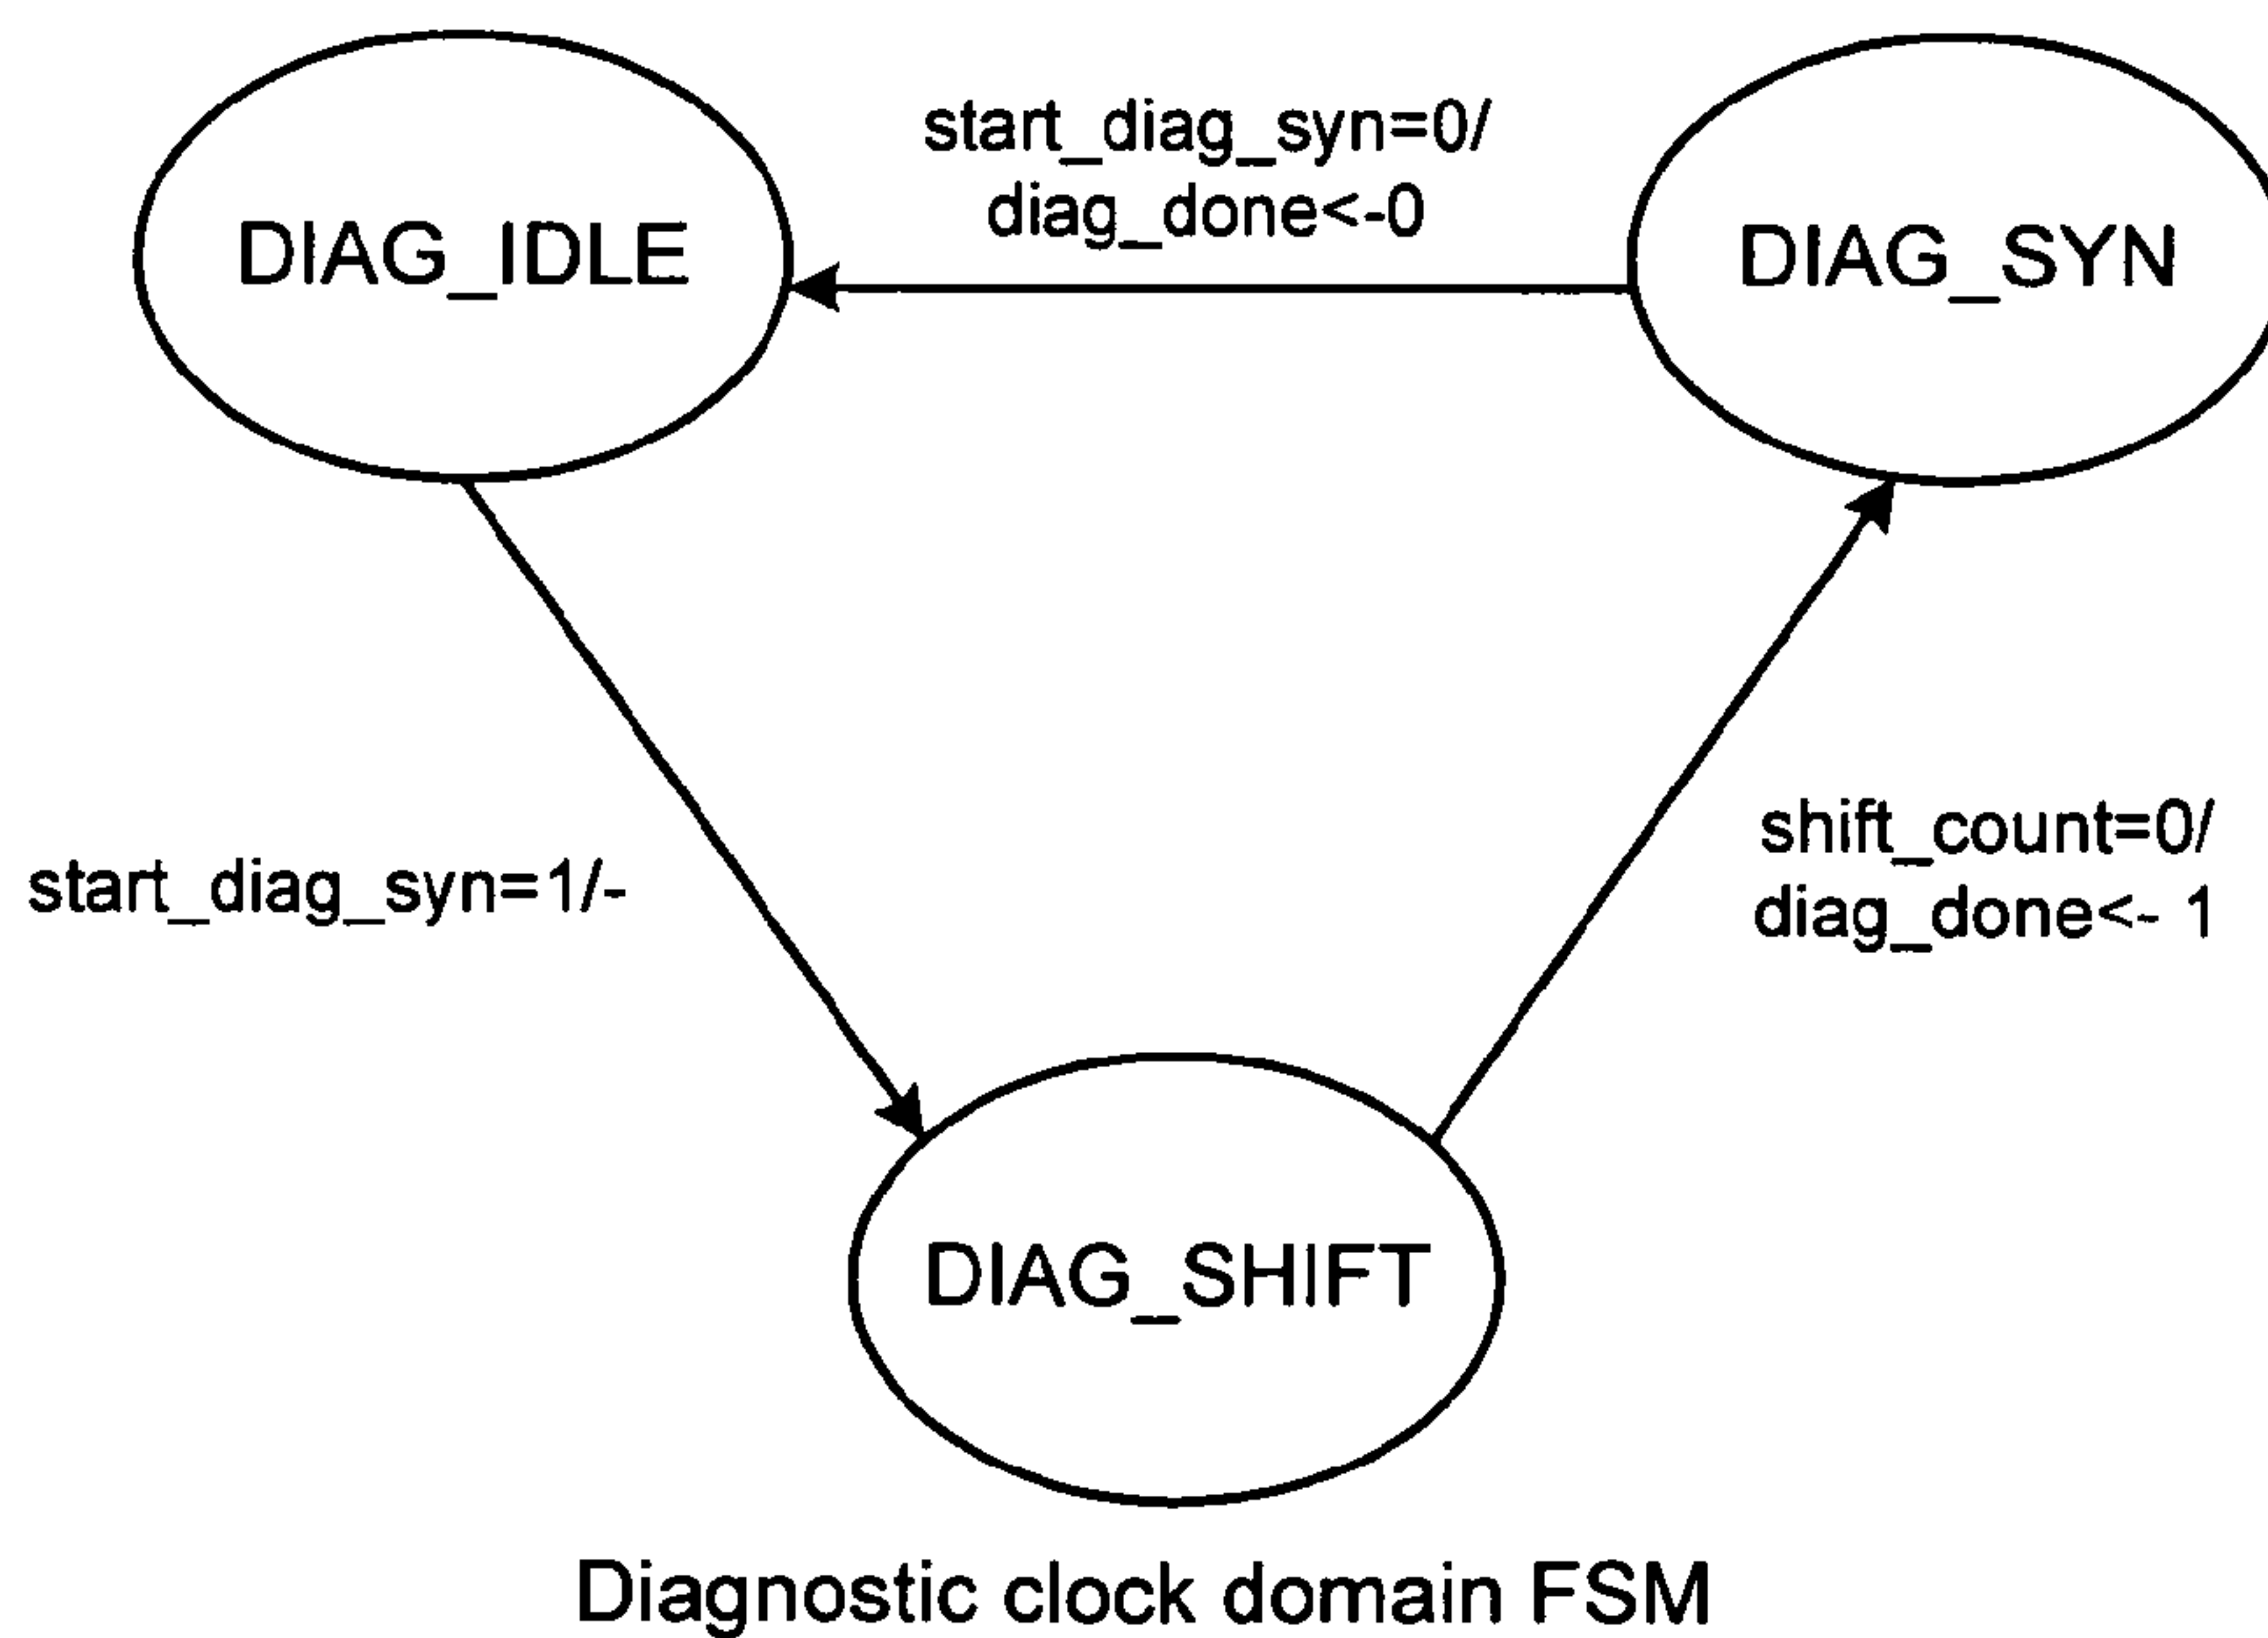 start_diag_syn=0/
diag_done<-0
DIAG_IDLE
DIAG_SYN
start_diag_syn=1/-
shift_count=0/
diag_done<- 1
DIAG_SHIFT
Diagnostic clock domain FSM